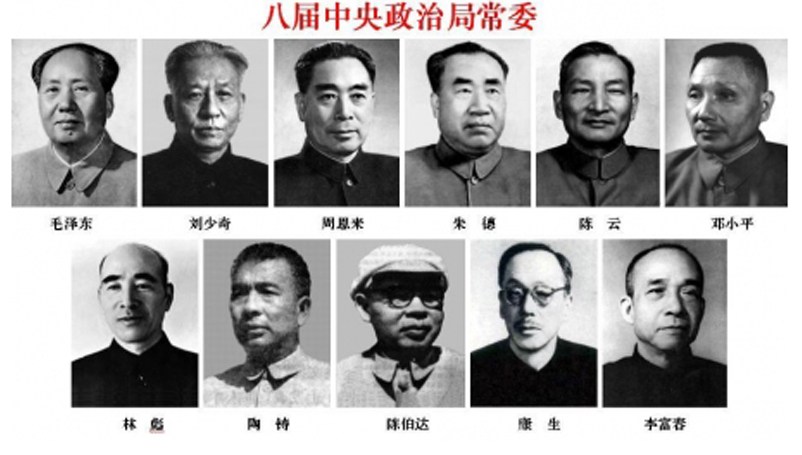 八届中央政治局常委
毛泽东 刘少奇 周恩来 朱 德 陈 云 邓小平
林 彪 陶 铸 陈伯达 康 生 李富春